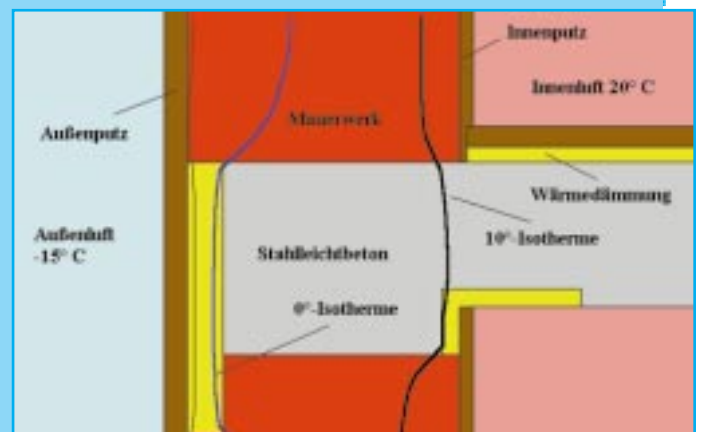 Innenputz
Innenluft 20° C
Mauerwerk
Außenputz
Wärmedämmung
Außenluft
-15° C
10°-Isotherme
Stahlleichtbeton
0°-Isotherme